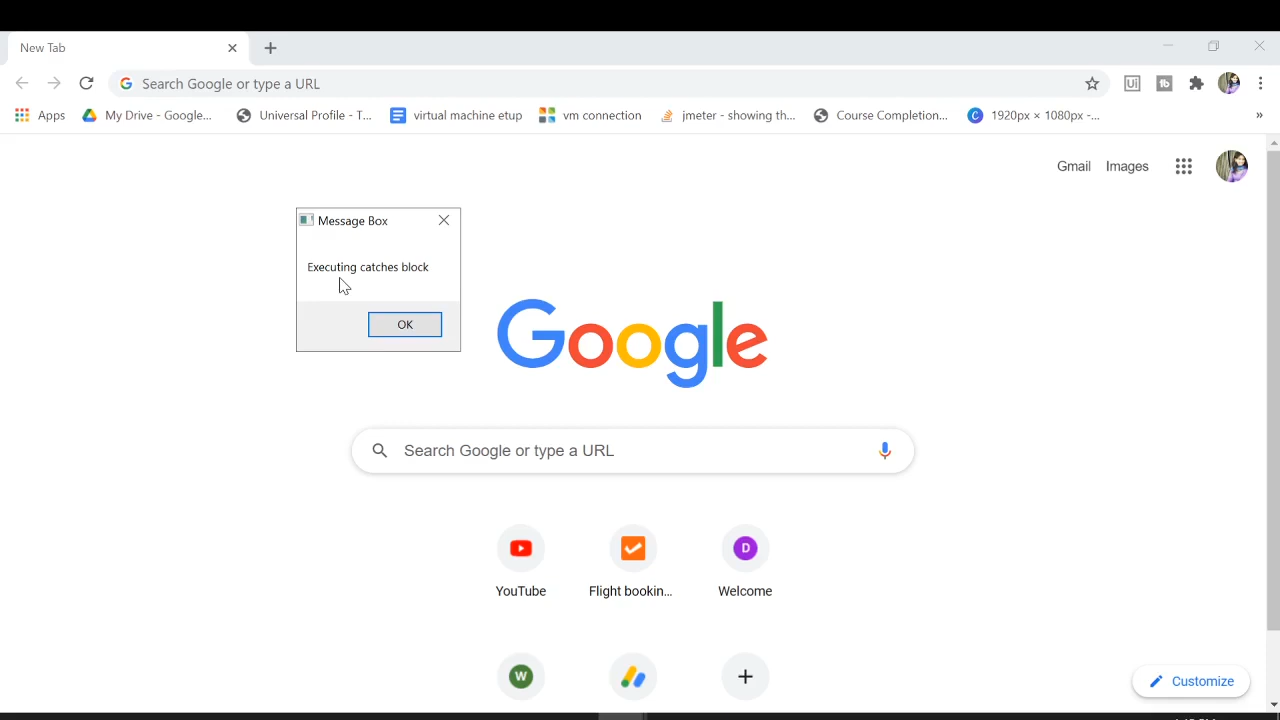 New Tab
Search Google or type a URL
Apps
My Drive - Google...
Universal Profile - T...
virtual machine etup
vm connection
jmeter - showing th...
Course Completion...
1920px × 1080px -...
»
Gmail
Images
Message Box
Executing catches block
OK
Google
Search Google or type a URL
D
YouTube
Flight bookin...
Welcome
W
Customize